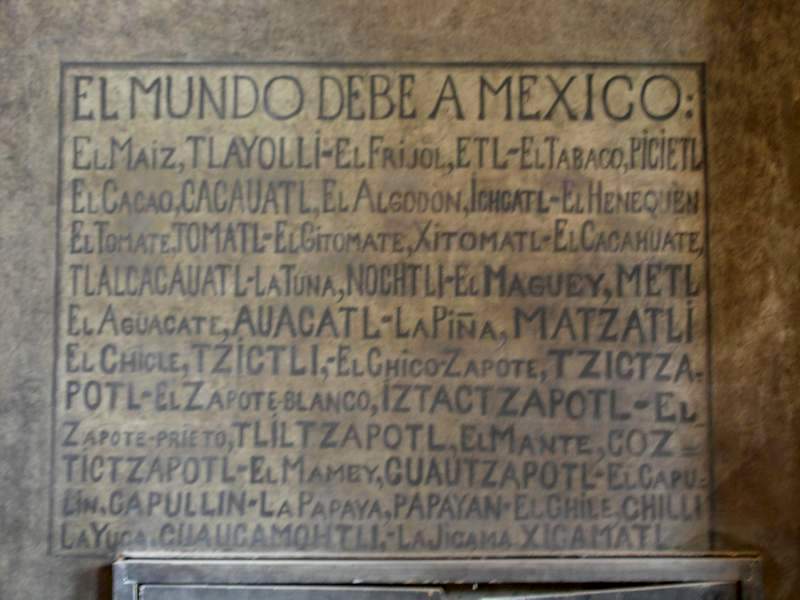 EL MUNDO DEBE A MEXICO:
EL MAIZ, TLAYOLLI-EL FRIJOL, ETL-EL TABACO, PICIETL
EL CACAO, CACAUATL, EL ALGODON, ICHCATL-EL HENEQUEN
EL TOMATE, TOMATL-EL GITOMATE, XITOMATL-EL CACAHUATE,
TLALCACAUATL-LA TUNA, NOCHTLI-EL MAGUEY, METL
EL AGUACATE, AUACATL-LA PIÑA, MATZATLI
EL CHICLE, TZICTLI,-EL CHICO-ZAPOTE, TZICTZA-
POTL-EL ZAPOTE-BLANCO, IZTACTZAPOTL-EL
ZAPOTE-PRIETO, TLILTZAPOTL, EL MANTE, COZ-
TICTZAPOTL-EL MAMEY, CUAUTZAPOTL-EL CAPU-
LIN, CAPULLIN-LA PAPAYA, PAPAYAN-EL CHILE, CHILLI
LA YUCA, CUAUCAMOHTLI,-LA JICAMA XICAMATL